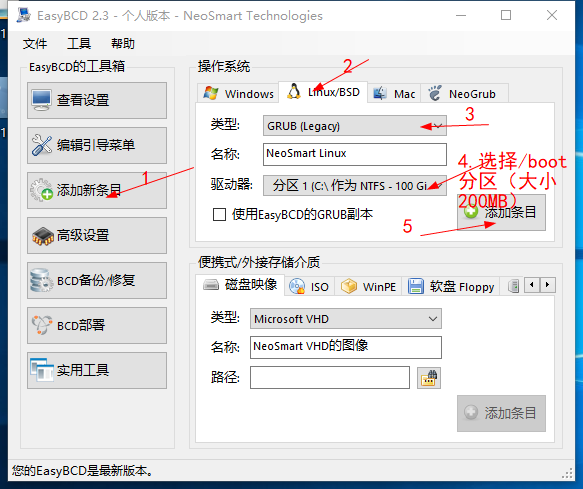 EasyBCD 2.3 - 个人版本 - NeoSmart Technologies
文件 工具 帮助
EasyBCD的工具箱
查看设置
编辑引导菜单
添加新条目
1
高级设置
BCD备份/修复
BCD部署
实用工具
操作系统
2
Windows Linux/BSD Mac NeoGrub
类型: GRUB (Legacy)
3
名称: NeoSmart Linux
驱动器: 分区 1 (C:\ 作为 NTFS - 100 Gi
4.选择/boot
分区（大小
200MB）
使用EasyBCD的GRUB副本
5
添加条目
便携式/外接存储介质
磁盘映像 ISO WinPE 软盘 Floppy
类型: Microsoft VHD
名称: NeoSmart VHD的图像
路径:
添加条目
您的EasyBCD是最新版本。